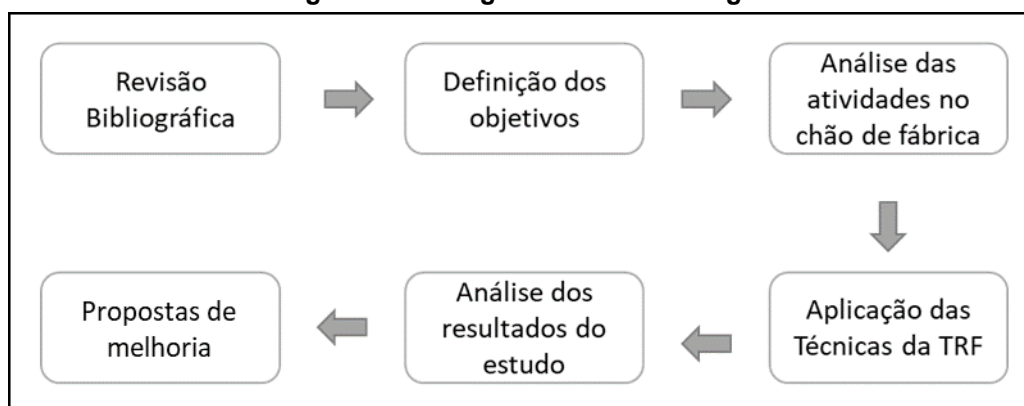 Revisão
Bibliográfica
Definição dos
objetivos
Análise das
atividades no
chão de fábrica
Aplicação das
Técnicas da TRF
Análise dos
resultados do
estudo
Propostas de
melhoria